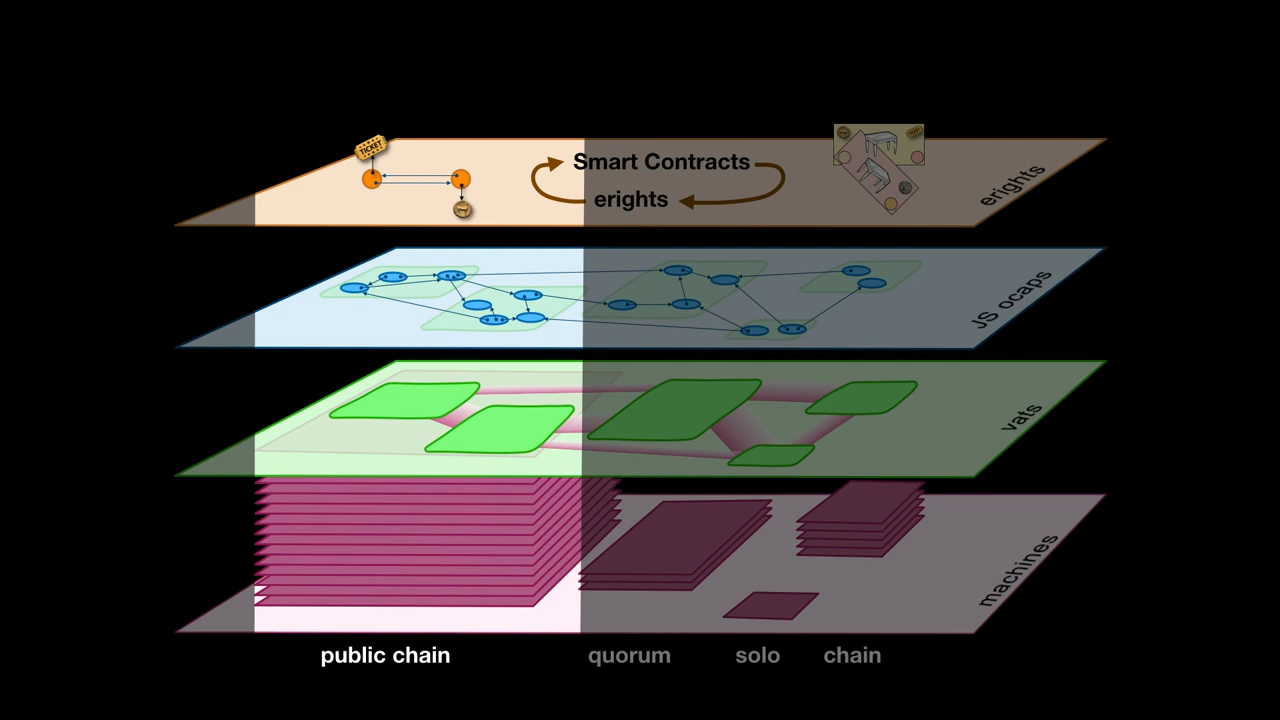 TICKET
Smart Contracts
erights
erights
JS ocaps
vats
machines
public chain
quorum
solo
chain